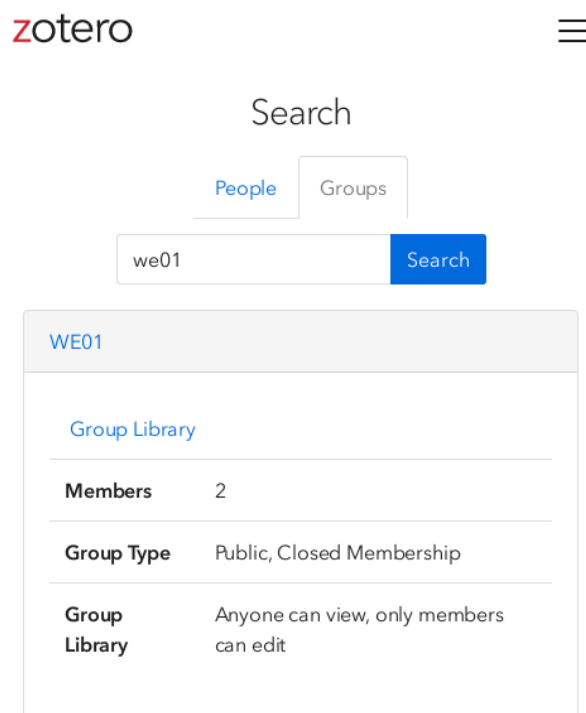 zotero
Search
People Groups
we01 Search
WE01
Group Library
Members 2
Group Type Public, Closed Membership
Group Library Anyone can view, only members can edit